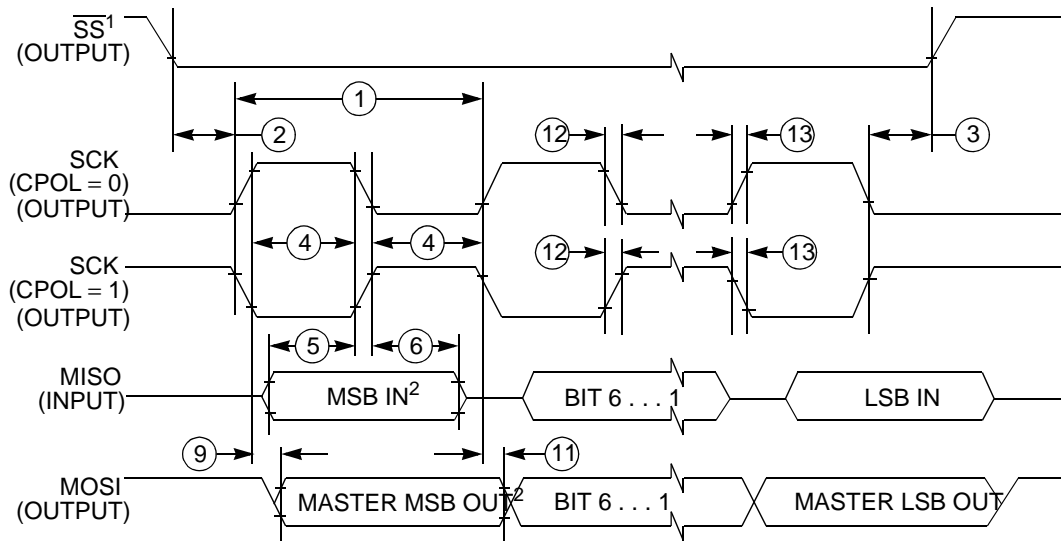 SS¹
(OUTPUT)
1
2
12
13
3
SCK
(CPOL = 0)
(OUTPUT)
4
4
12
13
SCK
(CPOL = 1)
(OUTPUT)
5
6
MISO
(INPUT)
MSB IN²
BIT 6 . . . 1
LSB IN
9
11
MOSI
(OUTPUT)
MASTER MSB OUT²
BIT 6 . . . 1
MASTER LSB OUT